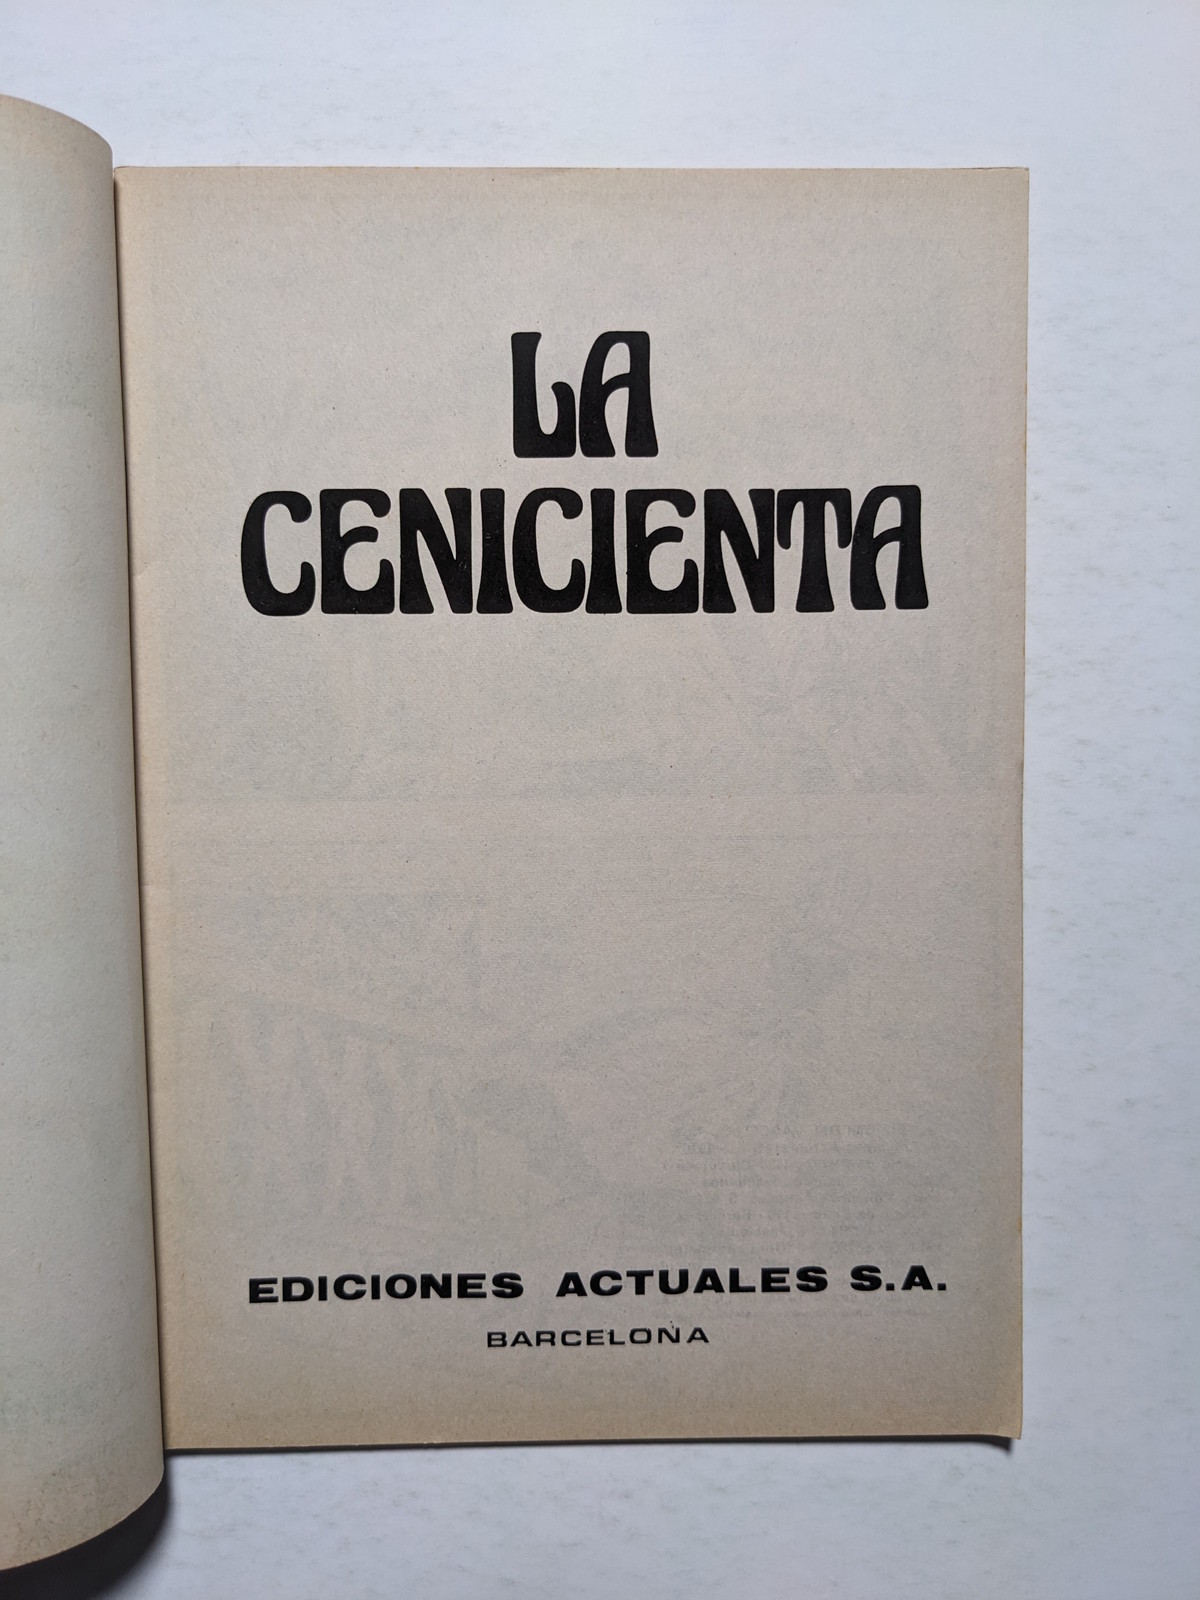 LA
CENICIENTA
EDICIONES ACTUALES S.A.
BARCELONA